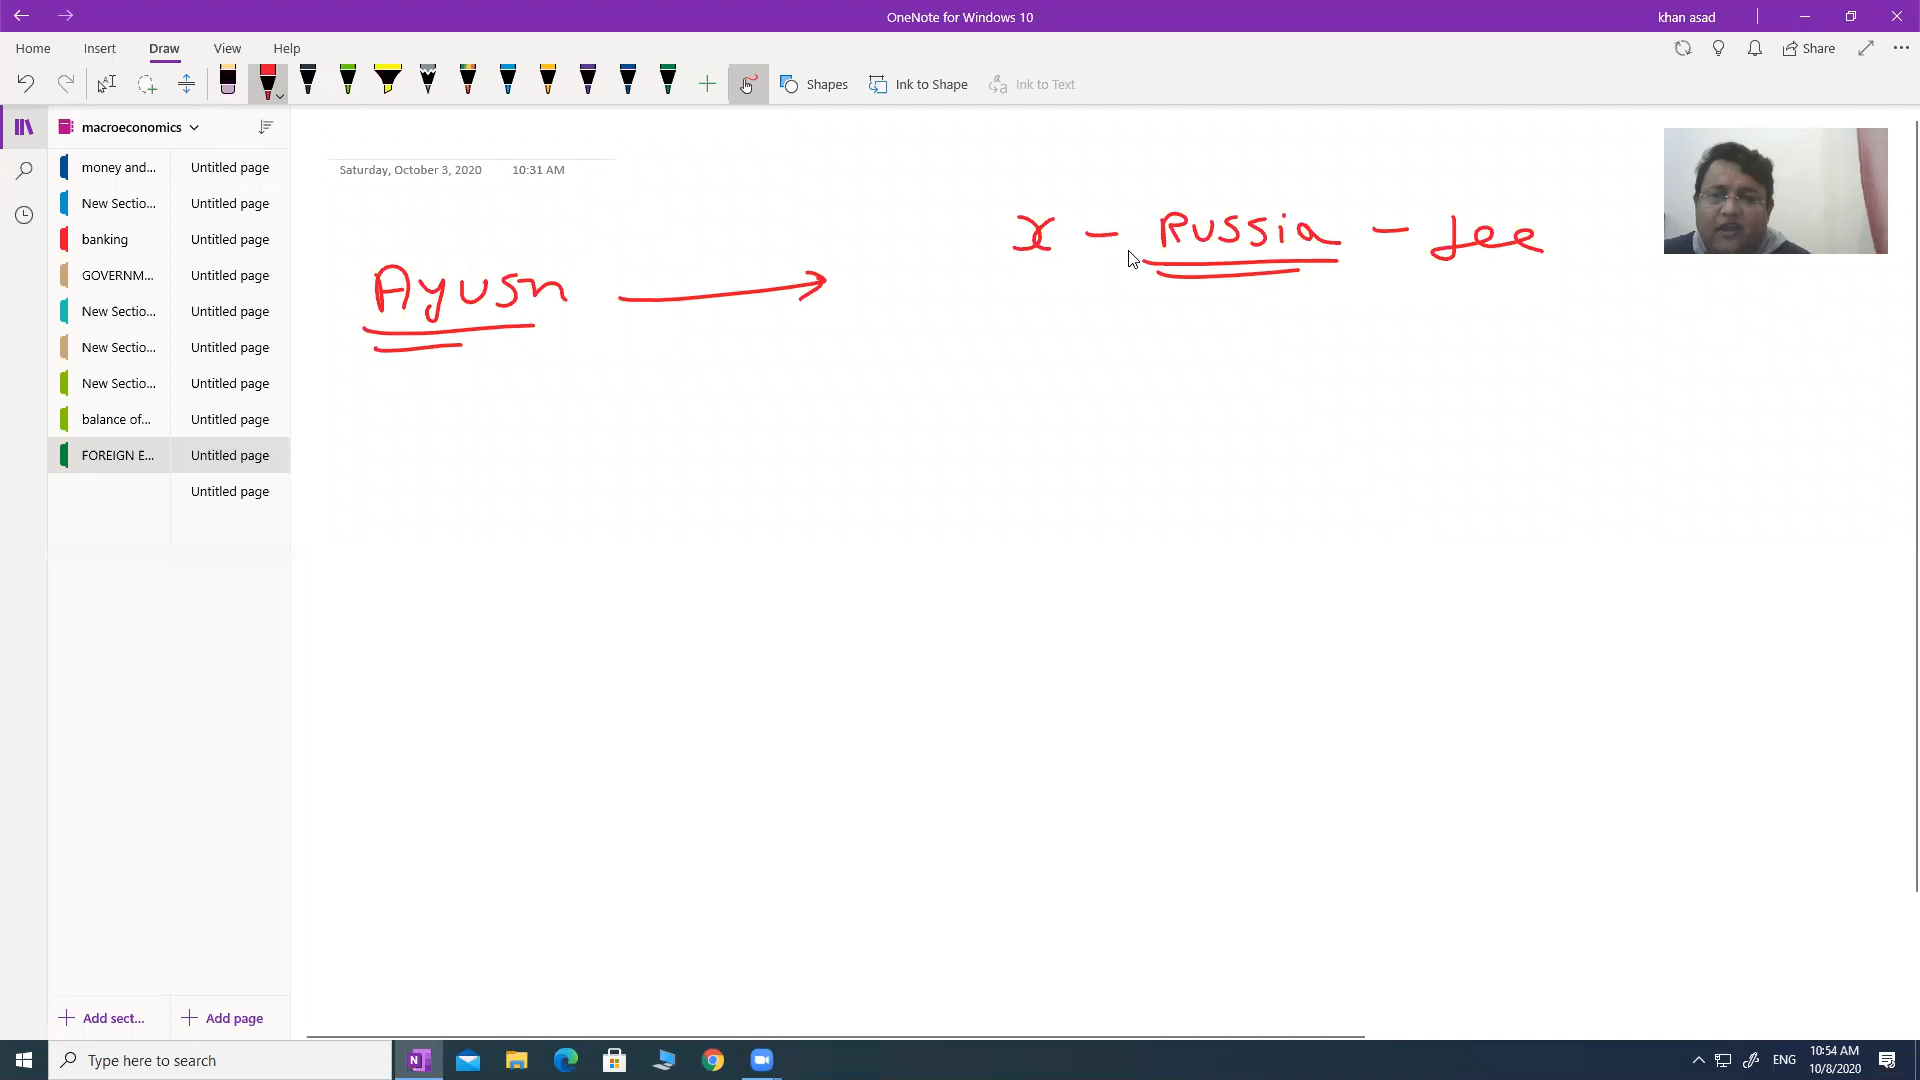 OneNote for Windows 10
khan asad
Home Insert Draw View Help
Share
Shapes
Ink to Shape
Ink to Text
macroeconomics
money and... Untitled page
New Sectio... Untitled page
banking Untitled page
GOVERNM... Untitled page
New Sectio... Untitled page
New Sectio... Untitled page
New Sectio... Untitled page
balance of... Untitled page
FOREIGN E... Untitled page
Untitled page
Saturday, October 3, 2020 10:31 AM
x - Russia -
Ayush
Add sect... Add page
Type here to search
ENG
10:54 AM
10/8/2020